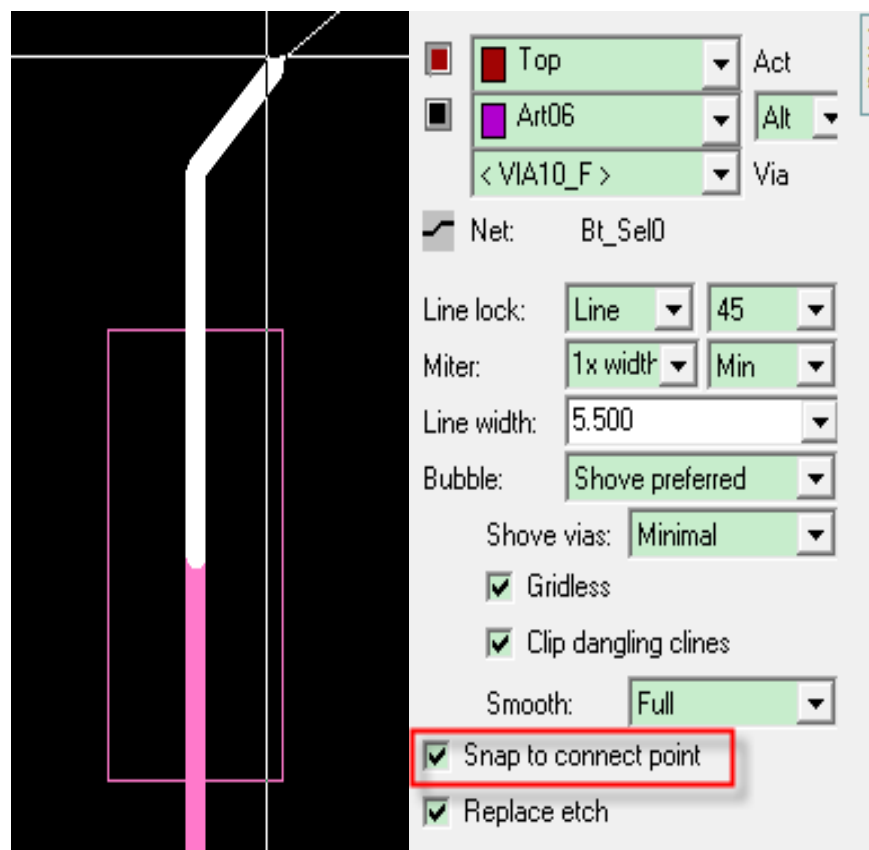 Top Act
Art06 Alt
< VIA10_F > Via
Net: Bt_Sel0
Line lock: Line 45
Miter: 1x width Min
Line width: 5.500
Bubble: Shove preferred
Shove vias: Minimal
Gridless
Clip dangling clines
Smooth: Full
Snap to connect point
Replace etch